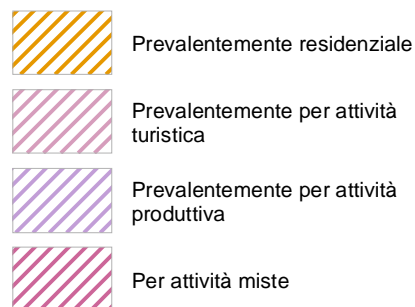 Prevalentemente residenziale
Prevalentemente per attività
turistica
Prevalentemente per attività
produttiva
Per attività miste